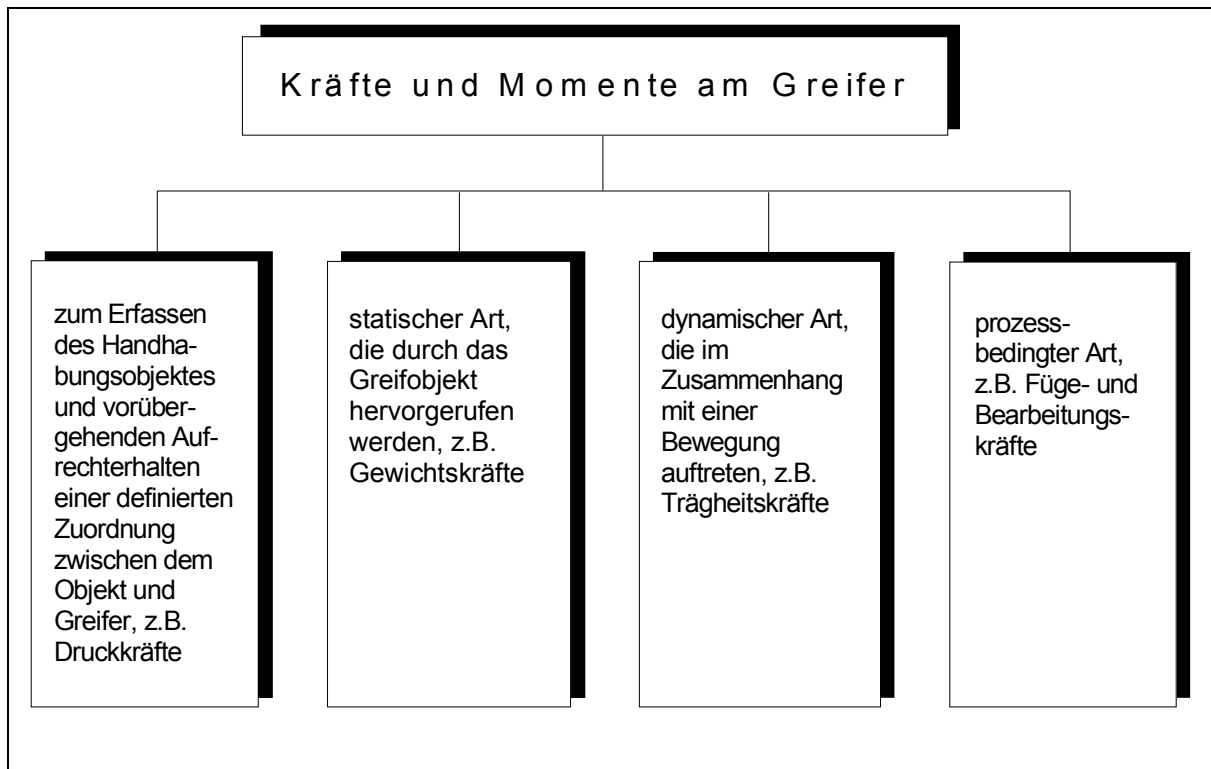 Kräfte und Momente am Greifer
zum Erfassen
des Handha-
bungsobjektes
und vorüber-
gehenden Auf-
rechterhalten
einer definierten
Zuordnung
zwischen dem
Objekt und
Greifer, z.B.
Druckkräfte
statischer Art,
die durch das
Greifobjekt
hervorgerufen
werden, z.B.
Gewichtskräfte
dynamischer Art,
die im
Zusammenhang
mit einer
Bewegung
auftreten, z.B.
Trägheitskräfte
prozess-
bedingter Art,
z.B. Füge- und
Bearbeitungs-
kräfte